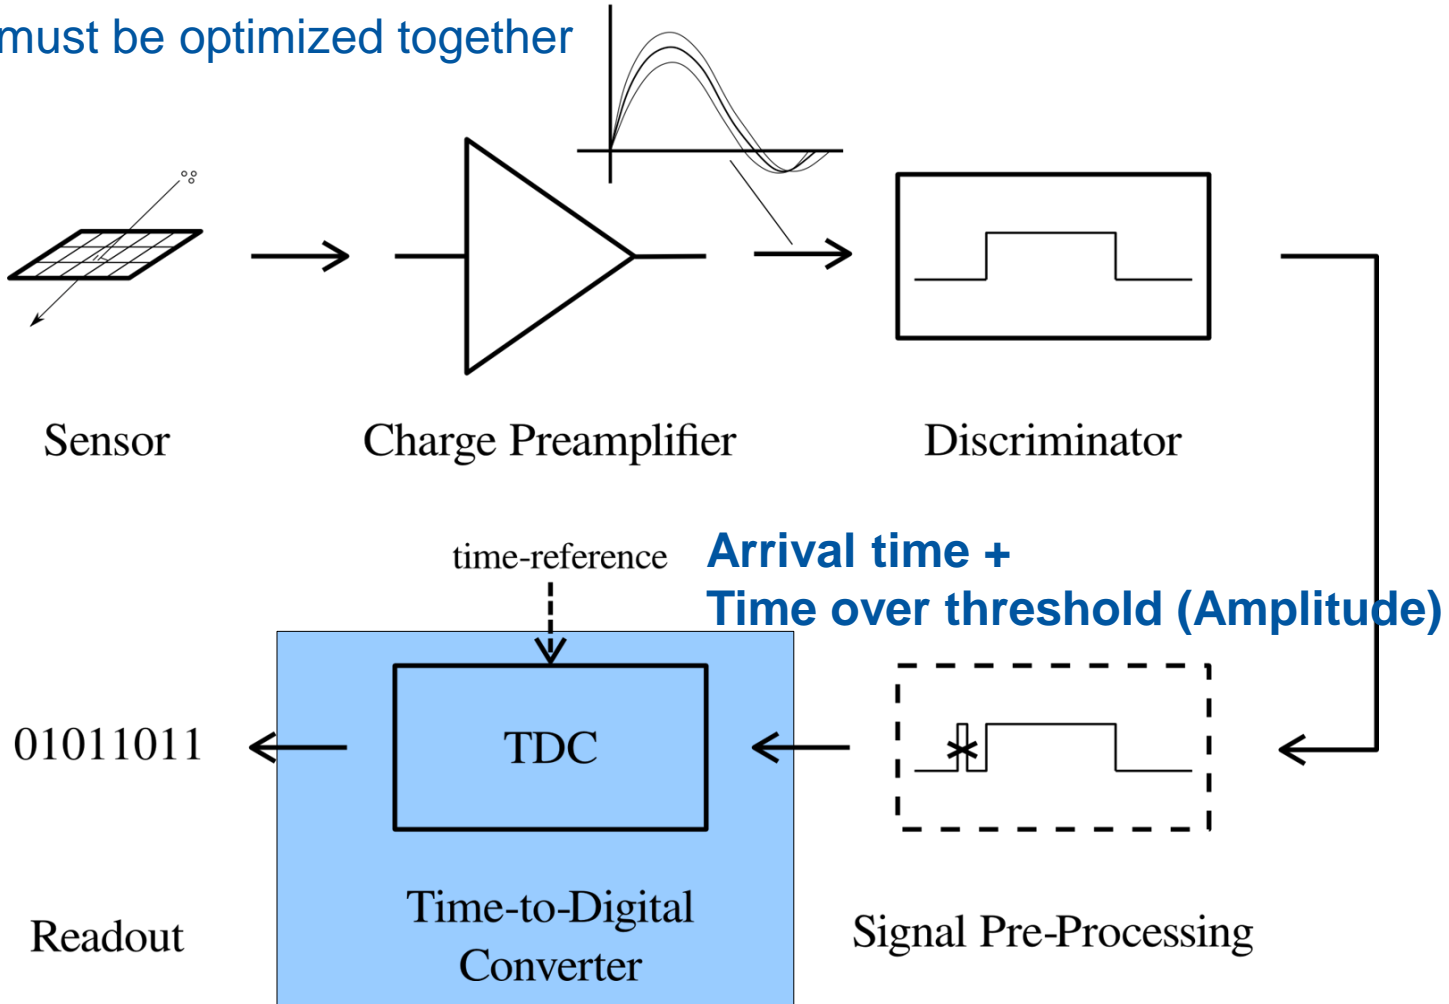 must be optimized together
Sensor
Charge Preamplifier
Discriminator
time-reference
Arrival time +
Time over threshold (Amplitude)
01011011
TDC
Readout
Time-to-Digital
Converter
Signal Pre-Processing